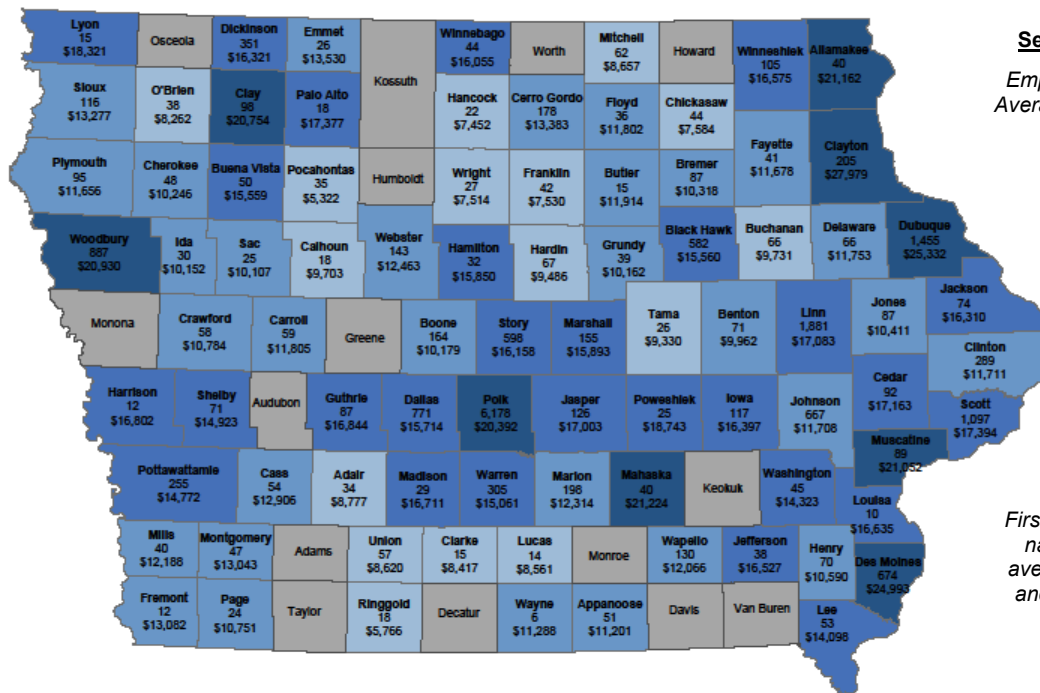 Lyon
15
$18,321
Osceola
Dickinson
351
$16,321
Emmet
26
$13,530
Kossuth
Winnebago
44
$16,055
Worth
Mitchell
62
$8,657
Howard
Winneshiek
105
$16,575
Allamakee
40
$21,162
Se
Emp
Avera
Sioux
116
$13,277
O'Brien
38
$8,262
Clay
98
$20,754
Palo Alto
18
$17,377
Hancock
22
$7,452
Cerro Gordo
178
$13,383
Floyd
36
$11,802
Chickasaw
44
$7,584
Fayette
41
$11,678
Clayton
205
$27,979
Plymouth
95
$11,656
Cherokee
48
$10,246
Buena Vista
50
$15,559
Pocahontas
35
$5,322
Humboldt
Wright
27
$7,514
Franklin
42
$7,530
Butler
15
$11,914
Bremer
87
$10,318
Woodbury
887
$20,930
Ida
30
$10,152
Sac
25
$10,107
Calhoun
18
$9,703
Webster
143
$12,463
Hamilton
32
$15,850
Hardin
67
$9,486
Grundy
39
$10,162
Black Hawk
582
$15,560
Buchanan
66
$9,731
Delaware
66
$11,753
Dubuque
1,455
$25,332
Monona
Crawford
58
$10,784
Carroll
59
$11,805
Greene
Boone
164
$10,179
Story
598
$16,158
Marshall
155
$15,893
Tama
26
$9,330
Benton
71
$9,962
Linn
1,881
$17,083
Jones
87
$10,411
Jackson
74
$16,310
Clinton
289
$11,711
Harrison
12
$16,802
Shelby
71
$14,923
Audubon
Guthrie
87
$16,844
Dallas
771
$15,714
Polk
6,178
$20,392
Jasper
126
$17,003
Poweshiek
25
$18,743
Iowa
117
$16,397
Johnson
667
$11,708
Cedar
92
$17,163
Scott
1,097
$17,394
Muscatine
89
$21,052
Pottawattamie
255
$14,772
Cass
54
$12,906
Adair
34
$8,777
Madison
29
$16,711
Warren
305
$15,061
Marion
198
$12,314
Mahaska
40
$21,224
Keokuk
Washington
45
$14,323
Louisa
10
$16,635
Mills
40
$12,188
Montgomery
47
$13,043
Adams
Union
57
$8,620
Clarke
15
$8,417
Lucas
14
$8,561
Monroe
Wapello
130
$12,066
Jefferson
38
$16,527
Henry
70
$10,590
Des Moines
674
$24,993
First
na
ave
an
Fremont
12
$13,082
Page
24
$10,751
Taylor
Ringgold
18
$5,766
Decatur
Wayne
6
$11,288
Appanoose
51
$11,201
Davis
Van Buren
Lee
53
$14,098